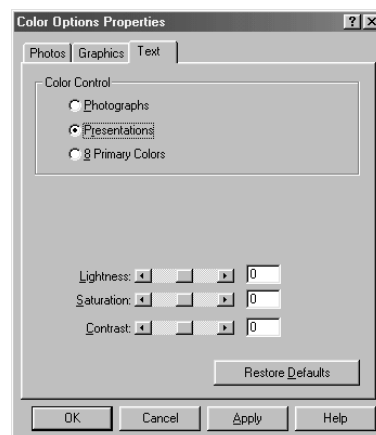 Color Options Properties
Photos Graphics Text
Color Control
Photographs
Presentations
8 Primary Colors
Lightness: 0
Saturation: 0
Contrast: 0
Restore Defaults
OK Cancel Apply Help